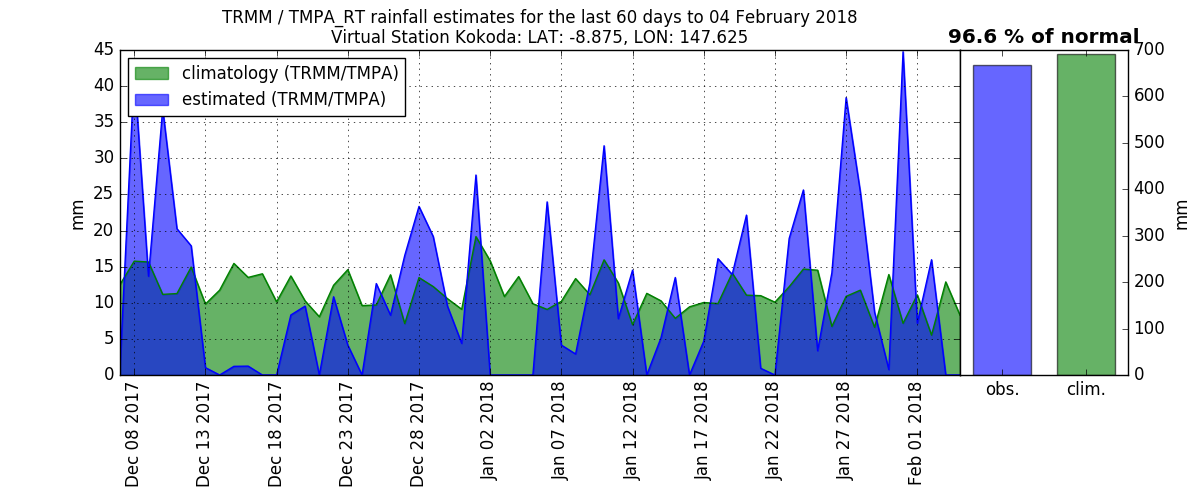 TRMM / TMPA_RT rainfall estimates for the last 60 days to 04 February 2018
Virtual Station Kokoda: LAT: -8.875, LON: 147.625
96.6 % of normal
climatology (TRMM/TMPA)
estimated (TRMM/TMPA)
45
40
35
30
25
20
15
10
5
0
mm
Dec 08 2017
Dec 13 2017
Dec 18 2017
Dec 23 2017
Dec 28 2017
Jan 02 2018
Jan 07 2018
Jan 12 2018
Jan 17 2018
Jan 22 2018
Jan 27 2018
Feb 01 2018
obs.
clim.
700
600
500
400
300
200
100
0
mm